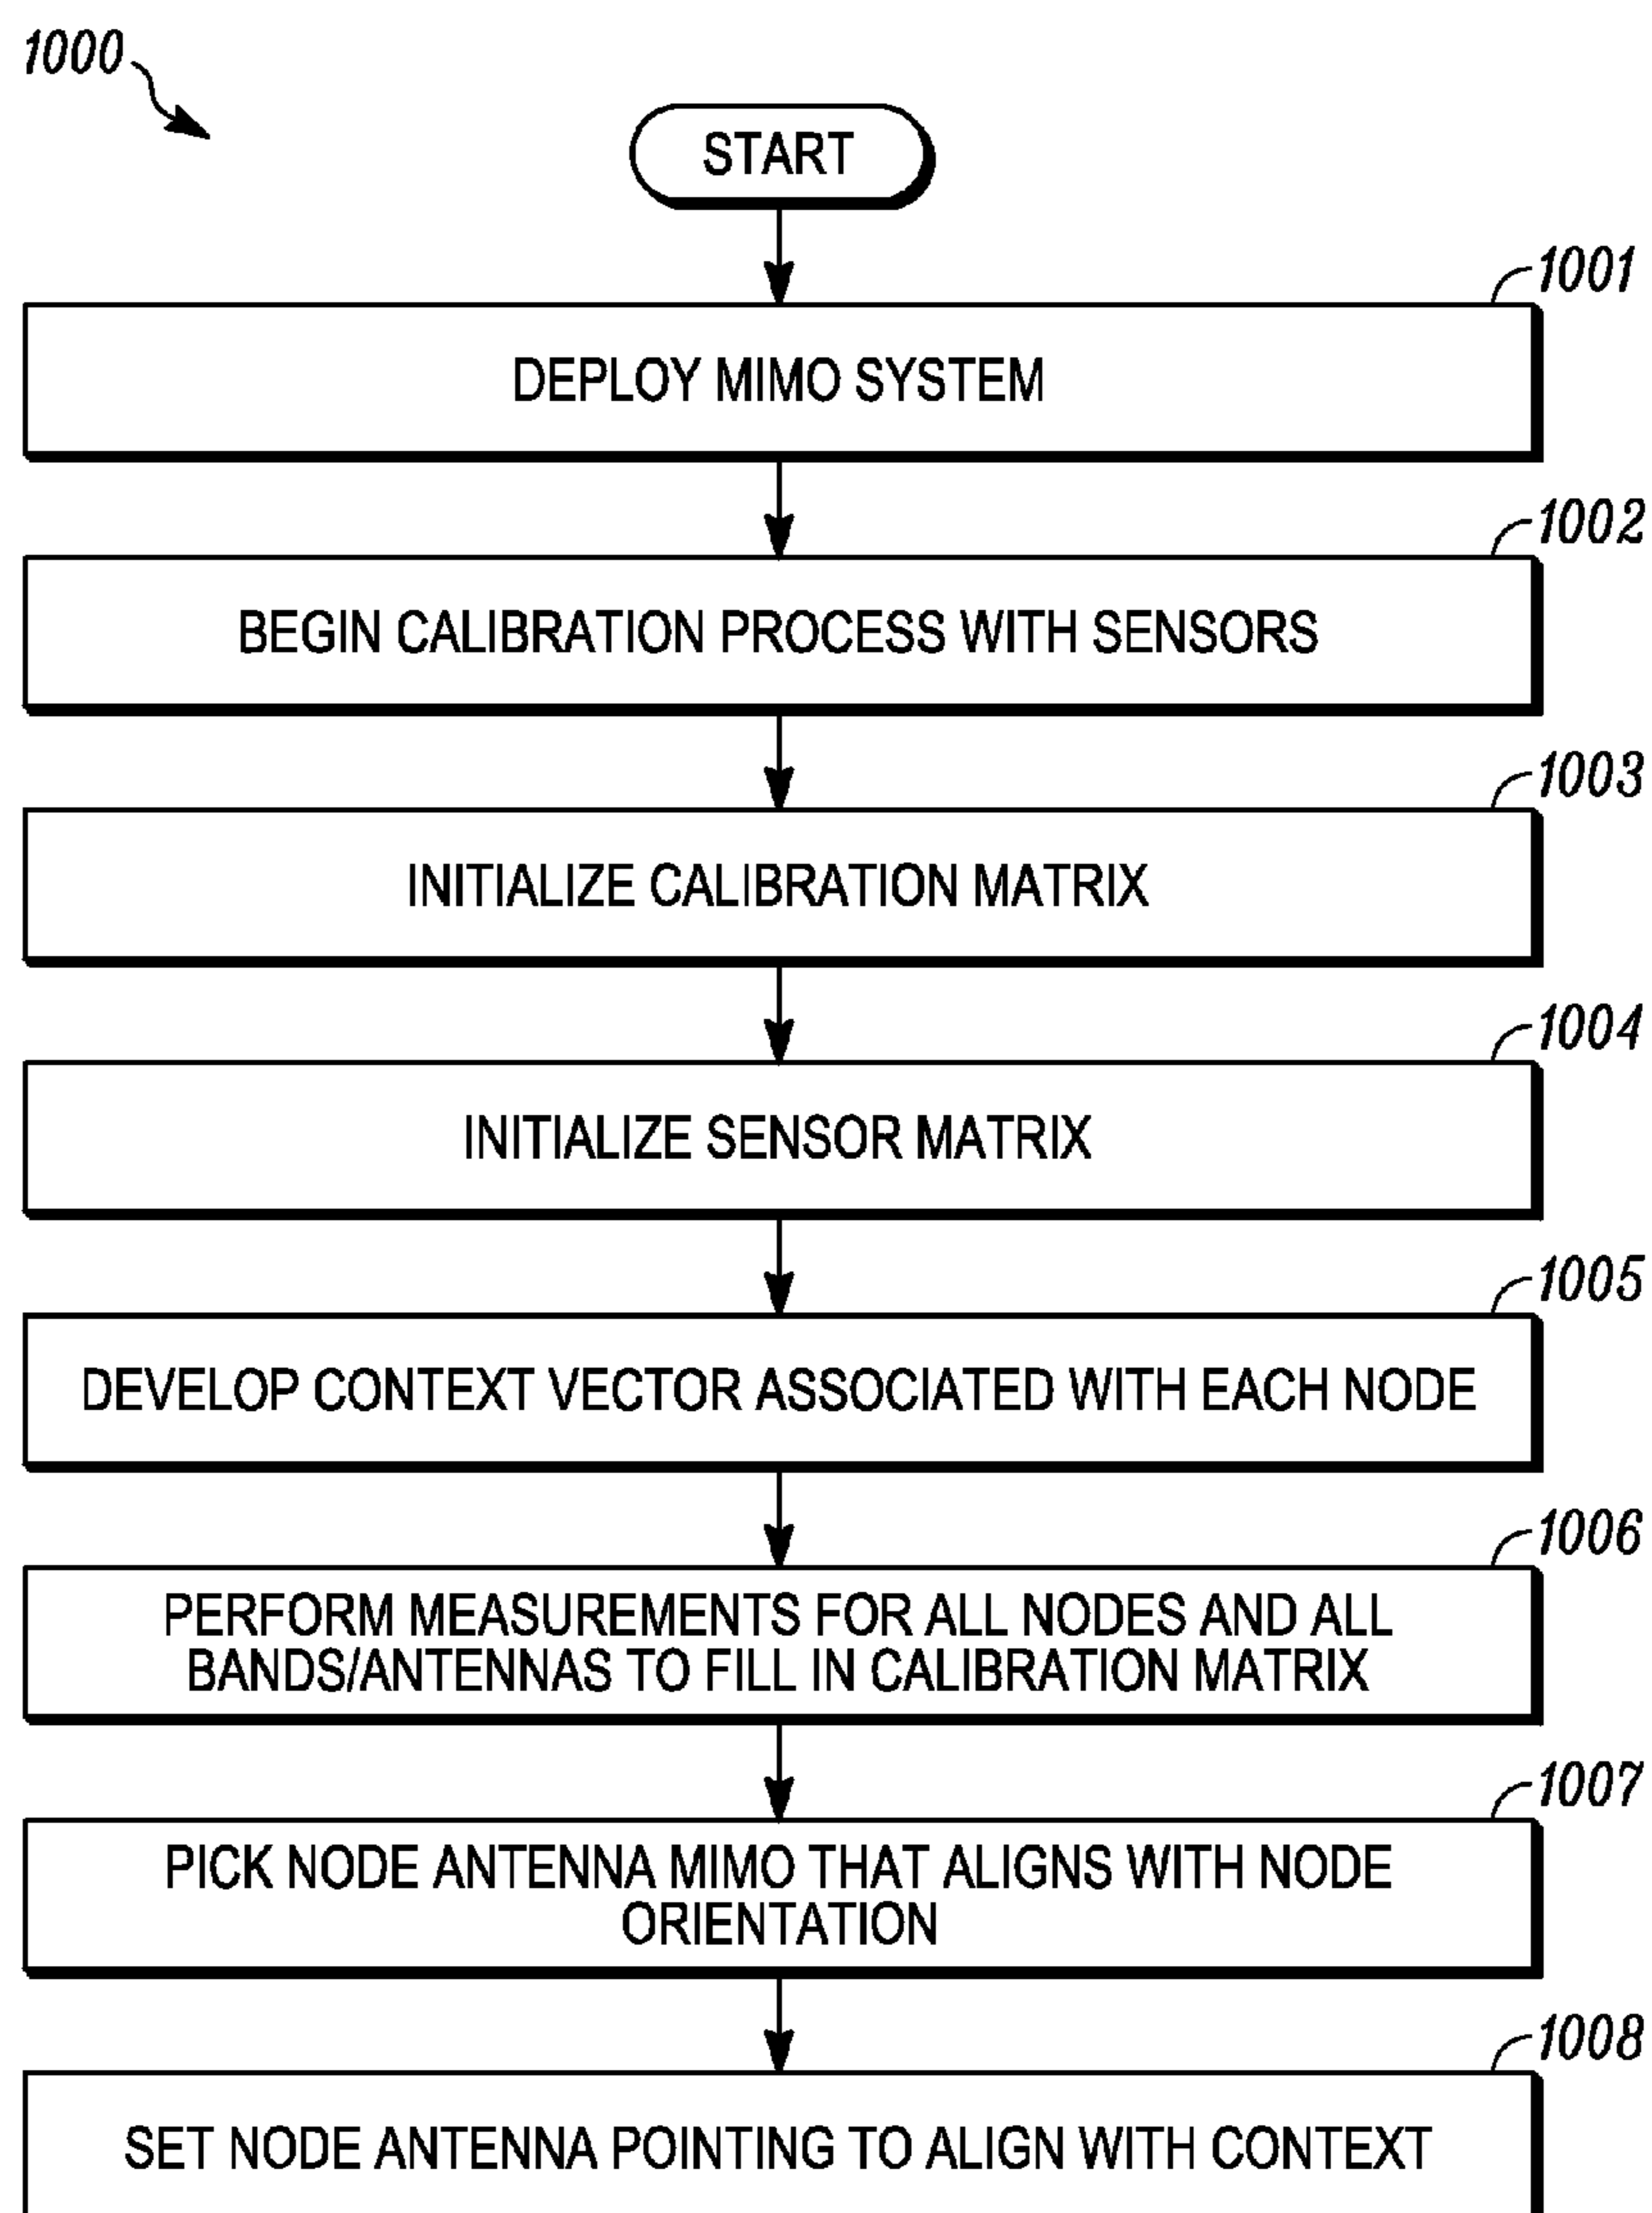 1000
START
1001
DEPLOY MIMO SYSTEM
1002
BEGIN CALIBRATION PROCESS WITH SENSORS
1003
INITIALIZE CALIBRATION MATRIX
1004
INITIALIZE SENSOR MATRIX
1005
DEVELOP CONTEXT VECTOR ASSOCIATED WITH EACH NODE
1006
PERFORM MEASUREMENTS FOR ALL NODES AND ALL
BANDS/ANTENNAS TO FILL IN CALIBRATION MATRIX
1007
PICK NODE ANTENNA MIMO THAT ALIGNS WITH NODE
ORIENTATION
1008
SET NODE ANTENNA POINTING TO ALIGN WITH CONTEXT